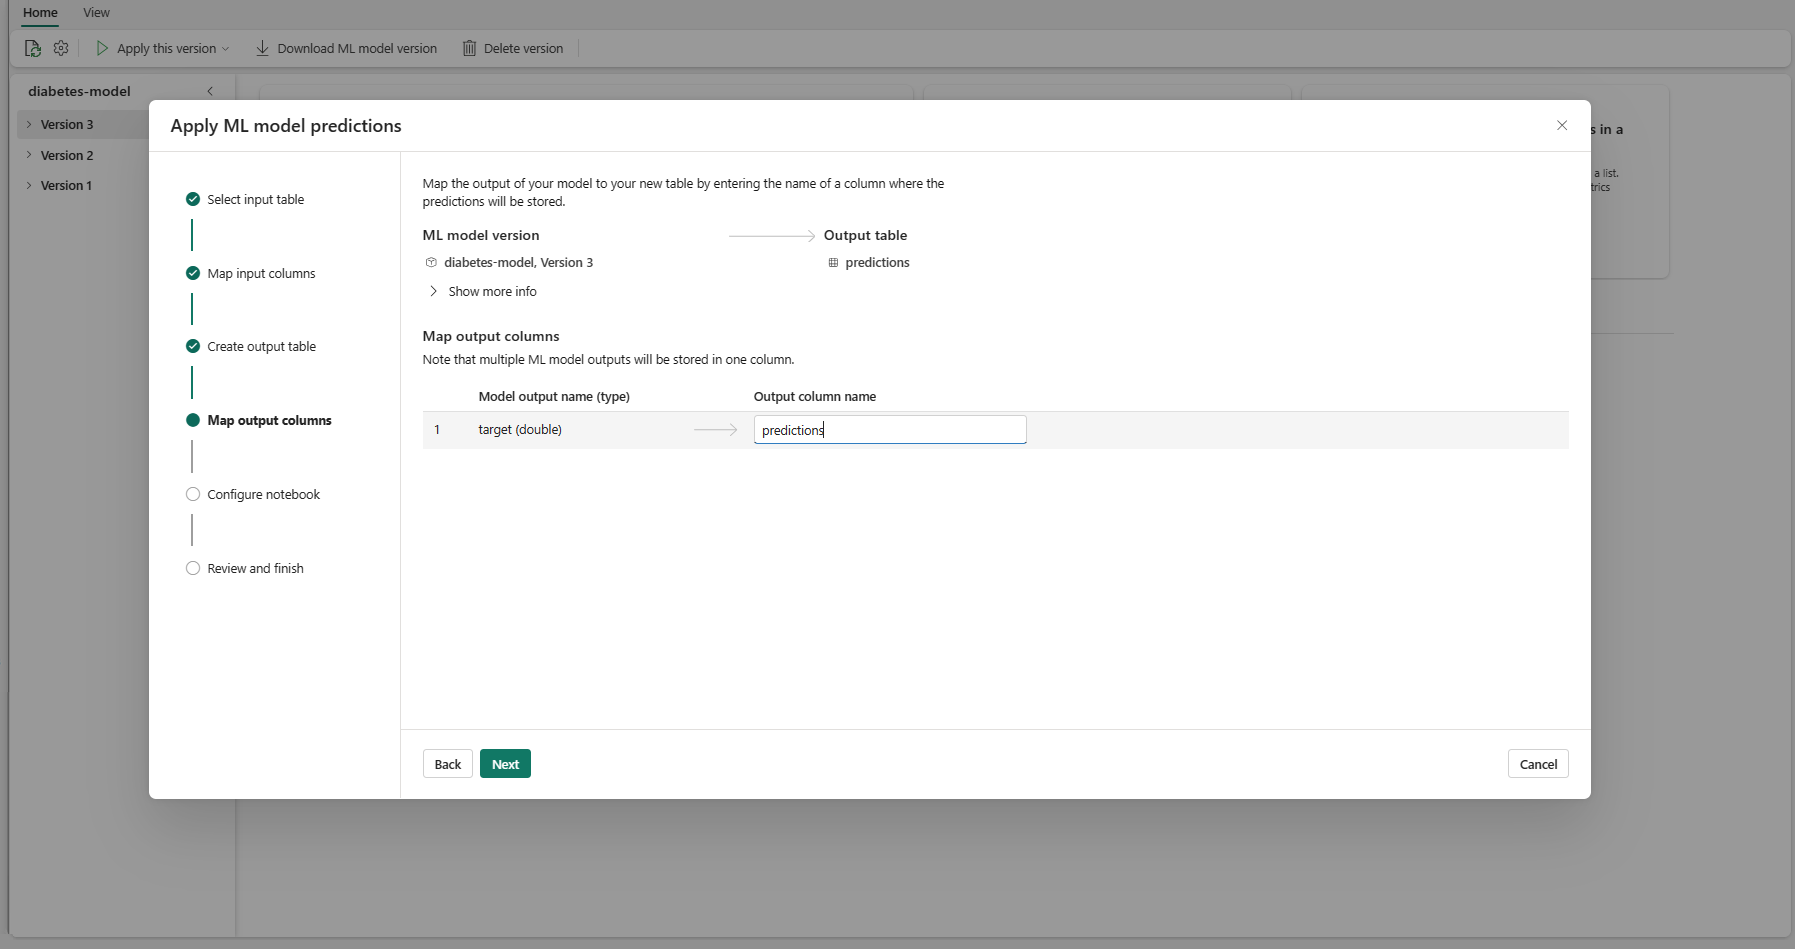 Home View
Apply this version Download ML model version Delete version
diabetes-model
Version 3
Version 2
Version 1
s in a
a list.
trics
Apply ML model predictions
Select input table
Map input columns
Create output table
Map output columns
Configure notebook
Review and finish
Map the output of your model to your new table by entering the name of a column where the
predictions will be stored.
ML model version Output table
diabetes-model, Version 3 predictions
Show more info
Map output columns
Note that multiple ML model outputs will be stored in one column.
Model output name (type) Output column name
1 target (double) predictions
Back Next Cancel